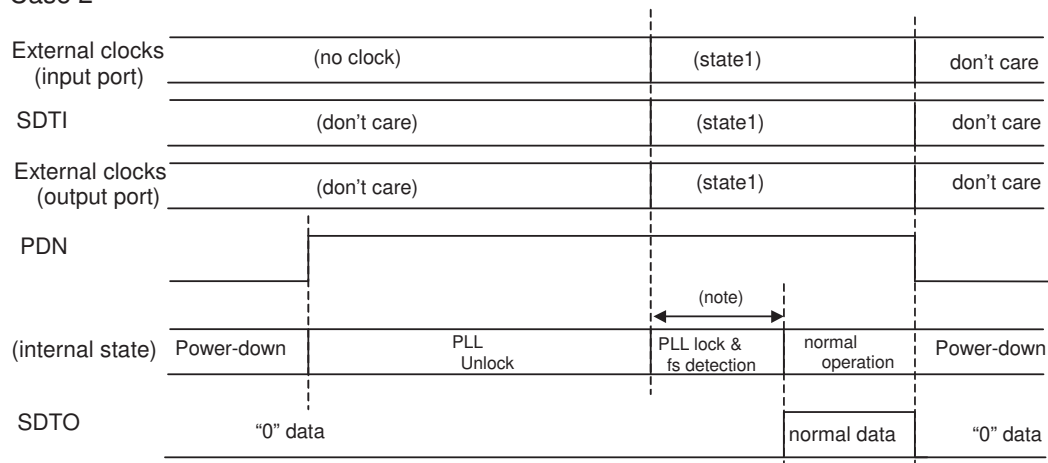 Case 2
External clocks
(input port)
(no clock)
(state1)
don't care
SDTI
(don't care)
(state1)
don't care
External clocks
(output port)
(don't care)
(state1)
don't care
PDN
(note)
(internal state)
Power-down
PLL
Unlock
PLL lock &
fs detection
normal
operation
Power-down
SDTO
“0” data
normal data
“0” data